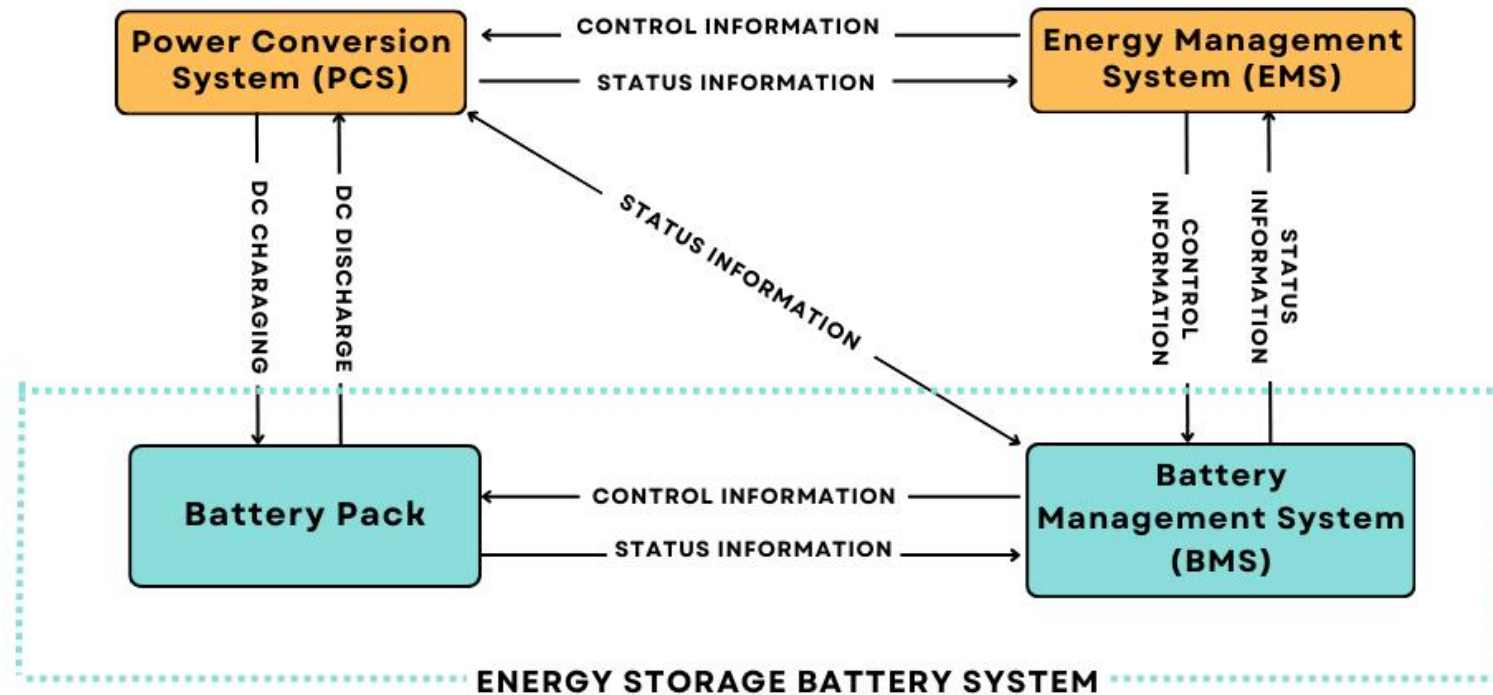 Power Conversion
System (PCS)
CONTROL INFORMATION
STATUS INFORMATION
Energy Management
System (EMS)
DC CHARAGING
DC DISCHARGE
STATUS INFORMATION
CONTROL
INFORMATION
STATUS
INFORMATION
Battery Pack
CONTROL INFORMATION
STATUS INFORMATION
Battery
Management System
(BMS)
ENERGY STORAGE BATTERY SYSTEM